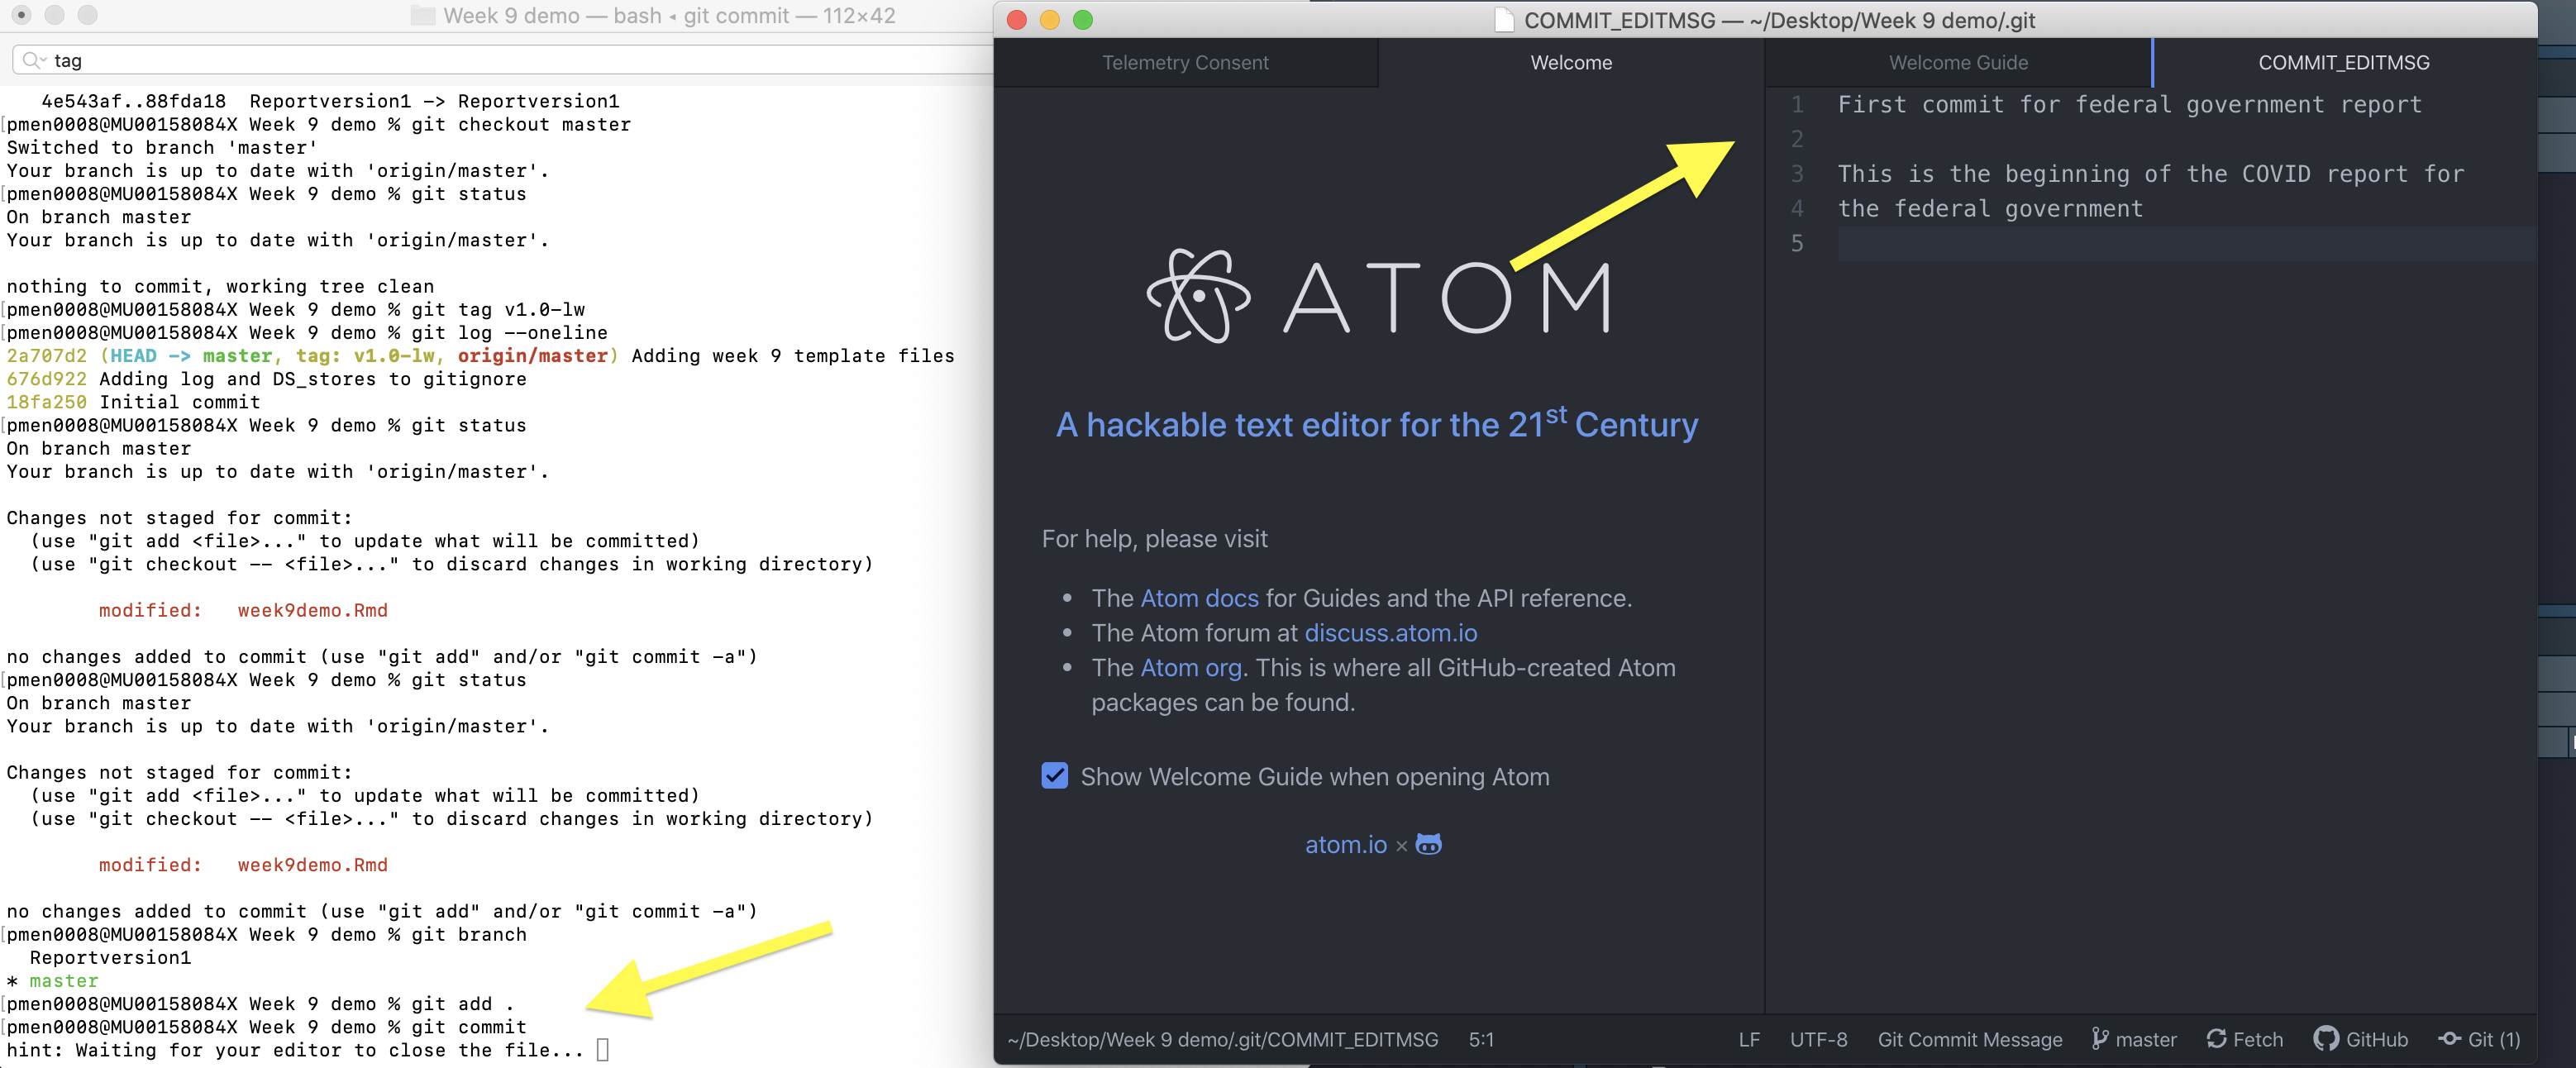 Week 9 demo — bash ◂ git commit — 112×42
tag
4e543af..88fda18  Reportversion1 -> Reportversion1
[pmen0008@MU00158084X Week 9 demo % git checkout master
Switched to branch 'master'
Your branch is up to date with 'origin/master'.
[pmen0008@MU00158084X Week 9 demo % git status
On branch master
Your branch is up to date with 'origin/master'.
nothing to commit, working tree clean
[pmen0008@MU00158084X Week 9 demo % git tag v1.0-lw
[pmen0008@MU00158084X Week 9 demo % git log --oneline
2a707d2 (HEAD -> master, tag: v1.0-lw, origin/master) Adding week 9 template files
676d922 Adding log and DS_stores to gitignore
18fa250 Initial commit
[pmen0008@MU00158084X Week 9 demo % git status
On branch master
Your branch is up to date with 'origin/master'.
Changes not staged for commit:
(use "git add <file>..." to update what will be committed)
(use "git checkout -- <file>..." to discard changes in working directory)
modified:   week9demo.Rmd
no changes added to commit (use "git add" and/or "git commit -a")
[pmen0008@MU00158084X Week 9 demo % git status
On branch master
Your branch is up to date with 'origin/master'.
Changes not staged for commit:
(use "git add <file>..." to update what will be committed)
(use "git checkout -- <file>..." to discard changes in working directory)
modified:   week9demo.Rmd
no changes added to commit (use "git add" and/or "git commit -a")
[pmen0008@MU00158084X Week 9 demo % git branch
Reportversion1
* master
[pmen0008@MU00158084X Week 9 demo % git add .
[pmen0008@MU00158084X Week 9 demo % git commit
hint: Waiting for your editor to close the file...
COMMIT_EDITMSG — ~/Desktop/Week 9 demo/.git
Telemetry Consent
Welcome
Welcome Guide
COMMIT_EDITMSG
ATOM
A hackable text editor for the 21st Century
For help, please visit
• The Atom docs for Guides and the API reference.
• The Atom forum at discuss.atom.io
• The Atom org. This is where all GitHub-created Atom
packages can be found.
Show Welcome Guide when opening Atom
atom.io ×
1 First commit for federal government report
2
3 This is the beginning of the COVID report for
4 the federal government
5
~/Desktop/Week 9 demo/.git/COMMIT_EDITMSG 5:1 LF UTF-8 Git Commit Message master Fetch GitHub Git (1)